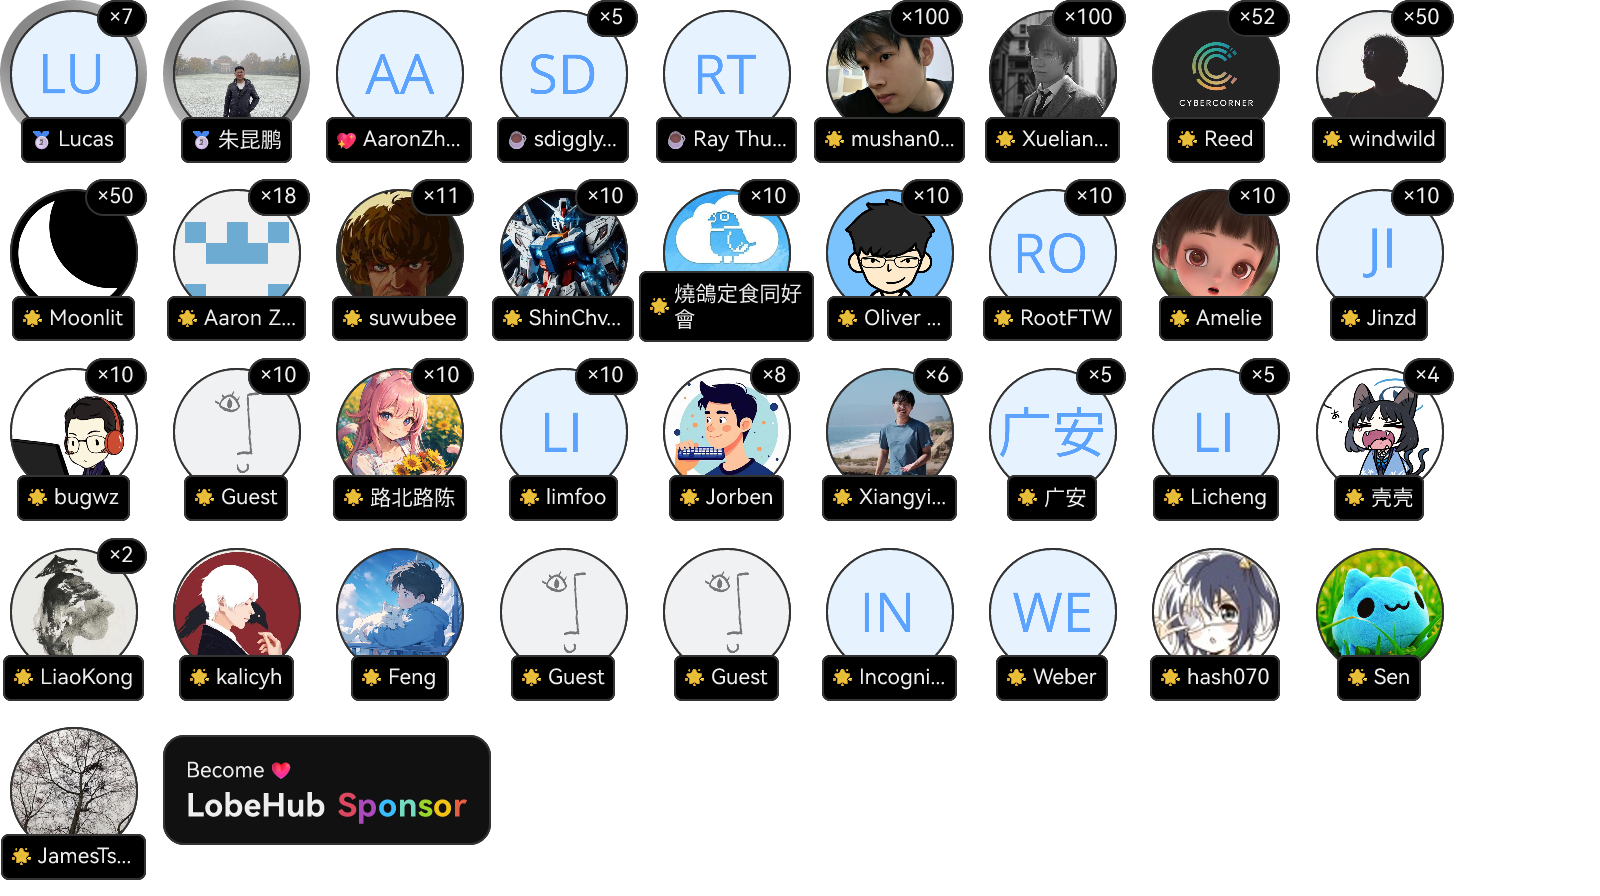 LU
×7
Lucas
朱昆鹏
AA
AaronZh...
SD
×5
sdiggly...
RT
Ray Thu...
×100
mushan0...
×100
Xuelian...
×52
CYBERCORNER
Reed
×50
windwild
×50
Moonlit
×18
Aaron Z...
×11
suwubee
×10
ShinChv...
×10
燒鴿定食同好
會
×10
Oliver ...
RO
×10
RootFTW
×10
Amelie
JI
×10
Jinzd
×10
bugwz
×10
Guest
×10
路北路陈
LI
×10
limfoo
×8
Jorben
×6
Xiangyi...
广安
×5
广安
LI
×5
Licheng
×4
壳壳
×2
LiaoKong
kalicyh
Feng
Guest
Guest
IN
Incogni...
WE
Weber
hash070
Sen
JamesTs...
Become
LobeHub Sponsor